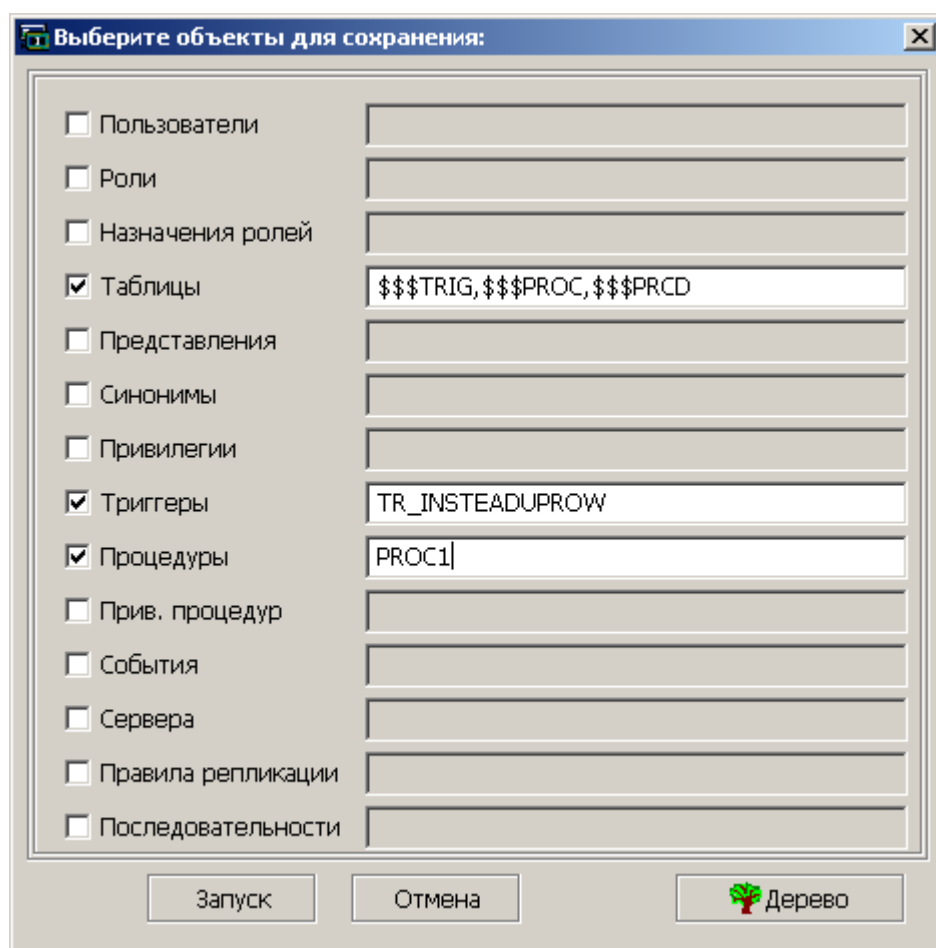 Выберите объекты для сохранения:
Пользователи
Роли
Назначения ролей
Таблицы $$$TRIG,$$$PROC,$$$PRCD
Представления
Синонимы
Привилегии
Триггеры TR_INSTEADUPROW
Процедуры PROC1
Прив. процедур
События
Сервера
Правила репликации
Последовательности
Запуск Отмена Дерево